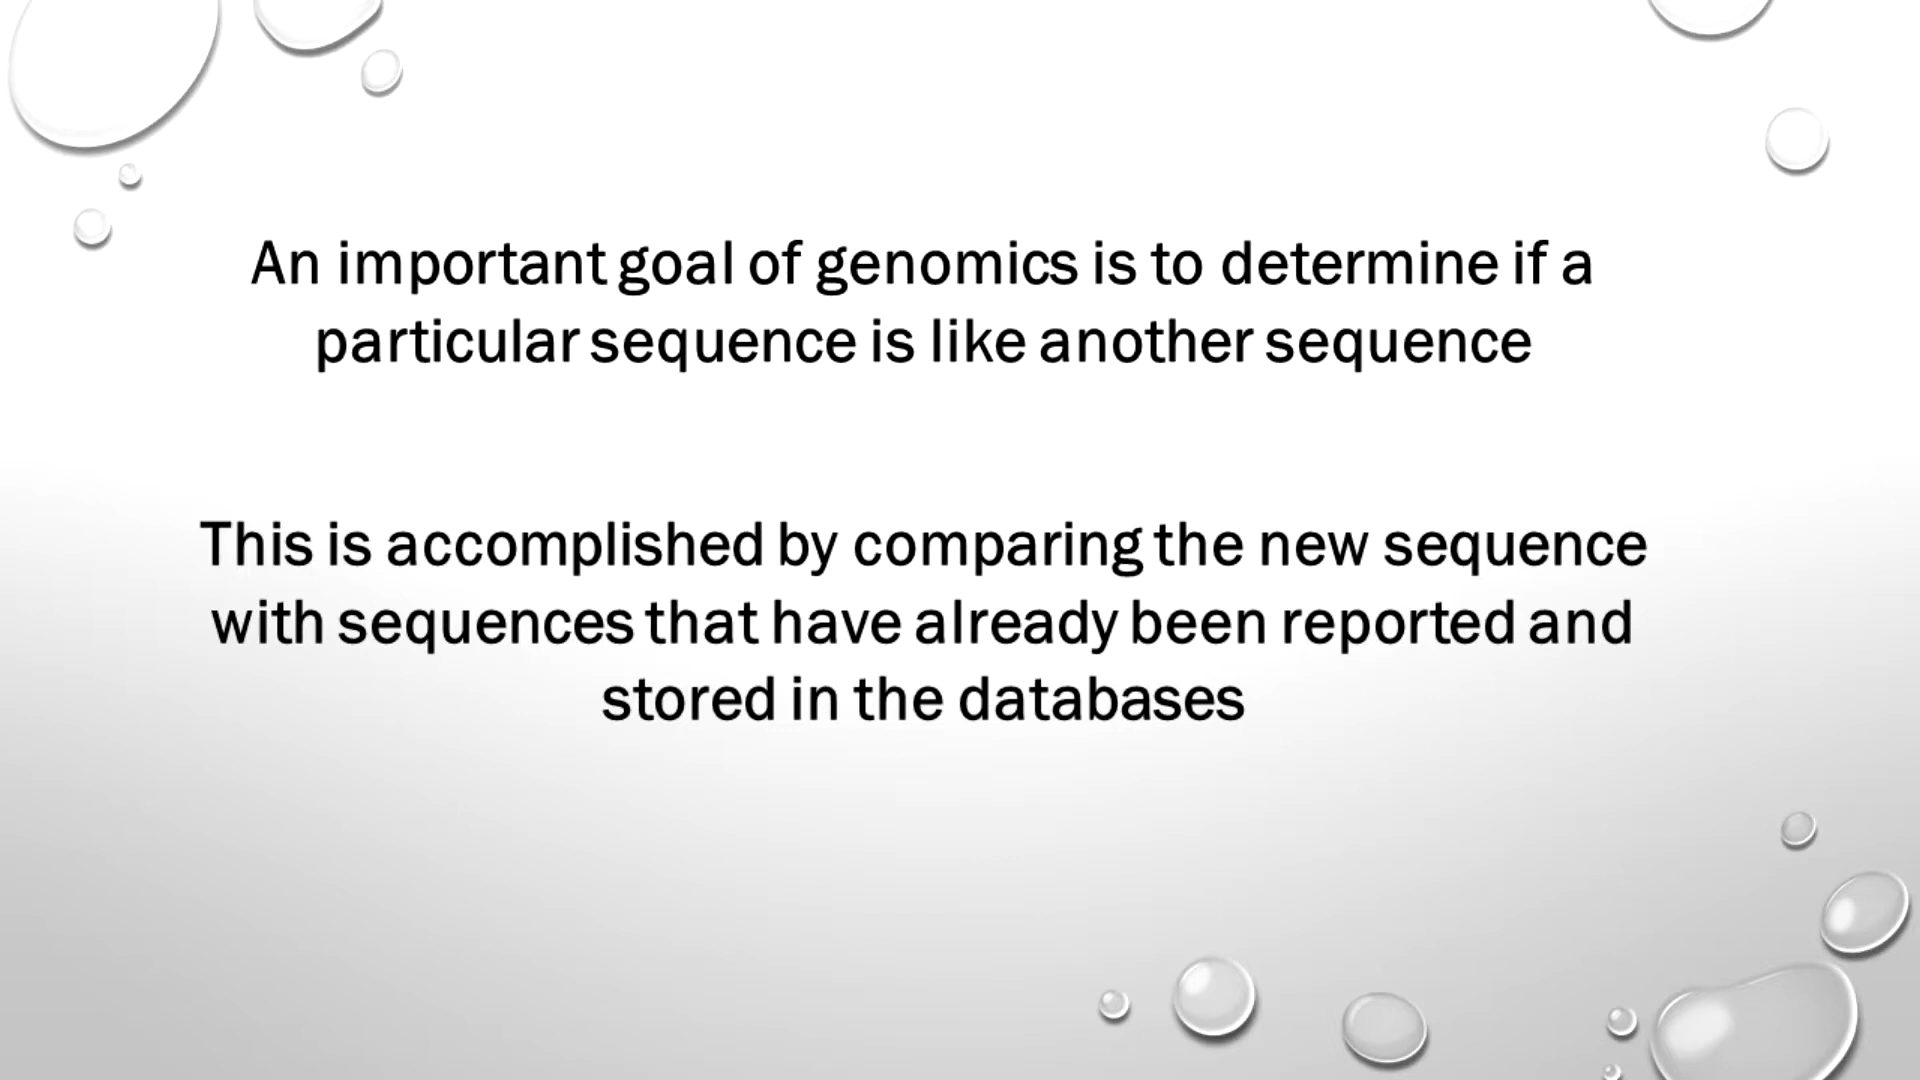 An important goal of genomics is to determine if a
particular sequence is like another sequence
This is accomplished by comparing the new sequence
with sequences that have already been reported and
stored in the databases